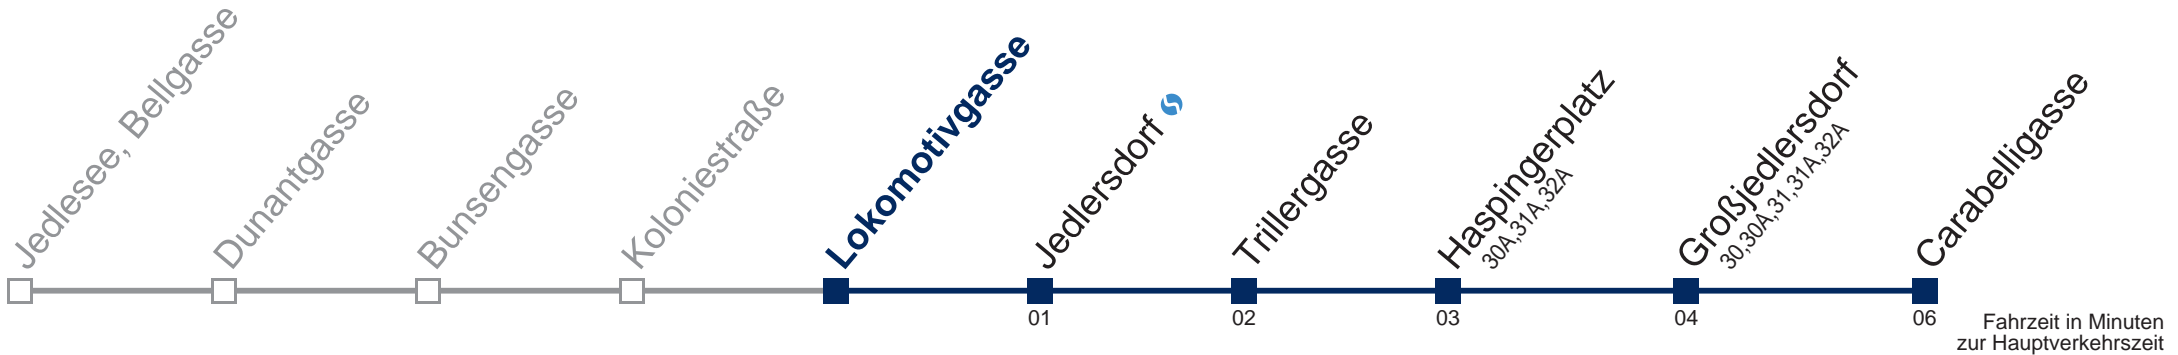 Jedlesee, Bellgasse
Dunantgasse
Bunsengasse
Koloniestraße
Lokomotivgasse
Jedlersdorf
Trillergasse
Haspingerplatz
30A,31A,32A
Großjedlersdorf
30,30A,31,31A,32A
Carabelligasse
01
02
03
04
06
Fahrzeit in Minuten
zur Hauptverkehrszeit